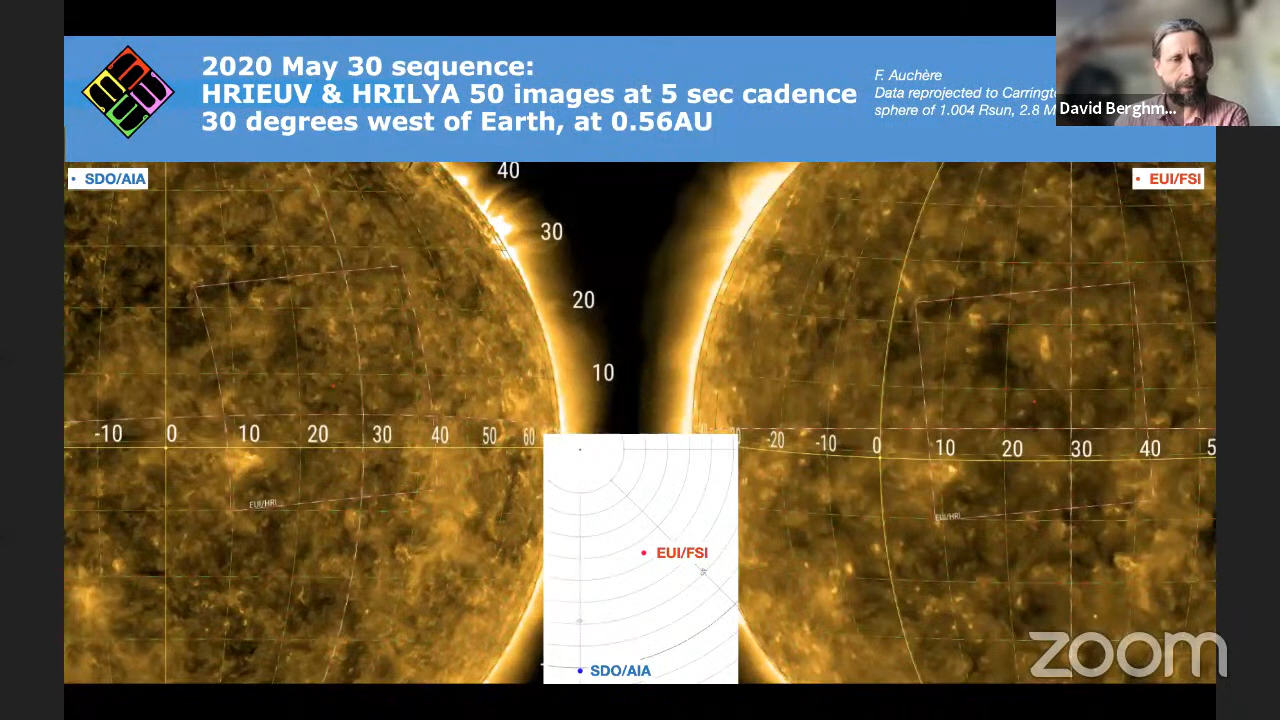 2020 May 30 sequence:
HRIEUV & HRILYA 50 images at 5 sec cadence
30 degrees west of Earth, at 0.56AU
F. Auchère
Data reprojected to Carringt
sphere of 1.004 Rsun, 2.8 M
David Berghm...
SDO/AIA
EUI/FSI
40
30
20
10
-10 0 10 20 30 40 50 60
-20 -10 0 10 20 30 40 5
EUI/HRI
EUI/HRI
EUI/FSI
45
0
SDO/AIA
zoom